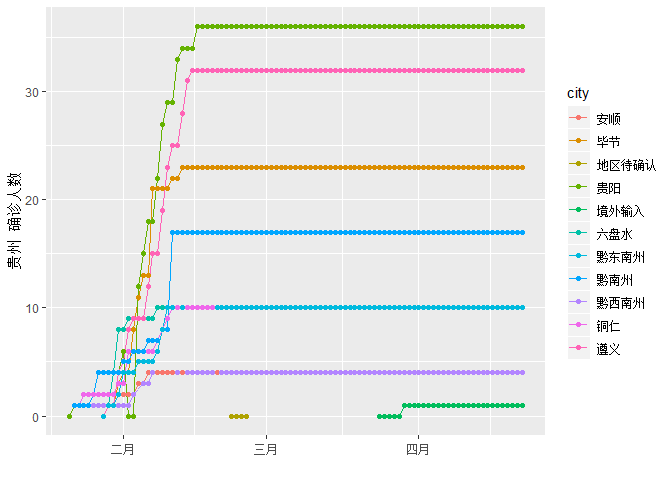 贵州 确诊人数
30
20
10
0
二月
三月
四月
city
安顺
毕节
地区待确认
贵阳
境外输入
六盘水
黔东南州
黔南州
黔西南州
铜仁
遵义